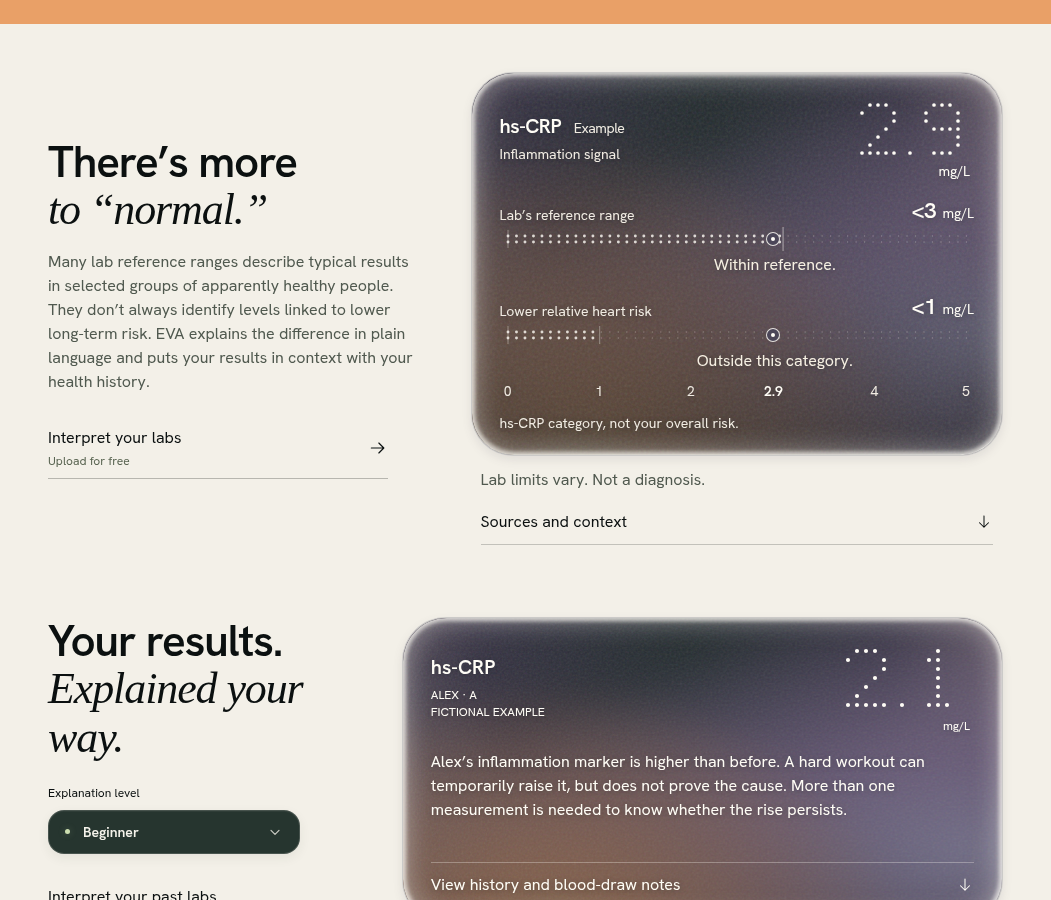 There’s more
to “normal.”
Many lab reference ranges describe typical results
in selected groups of apparently healthy people.
They don’t always identify levels linked to lower
long-term risk. EVA explains the difference in plain
language and puts your results in context with your
health history.
Interpret your labs
Upload for free
hs-CRP Example
Inflammation signal
2.9
mg/L
Lab’s reference range
<3 mg/L
Within reference.
Lower relative heart risk
<1 mg/L
Outside this category.
0 1 2 2.9 4 5
hs-CRP category, not your overall risk.
Lab limits vary. Not a diagnosis.
Sources and context
Your results.
Explained your
way.
Explanation level
Beginner
Interpret your past labs
hs-CRP
ALEX · A
FICTIONAL EXAMPLE
2.1
mg/L
Alex’s inflammation marker is higher than before. A hard workout can
temporarily raise it, but does not prove the cause. More than one
measurement is needed to know whether the rise persists.
View history and blood-draw notes